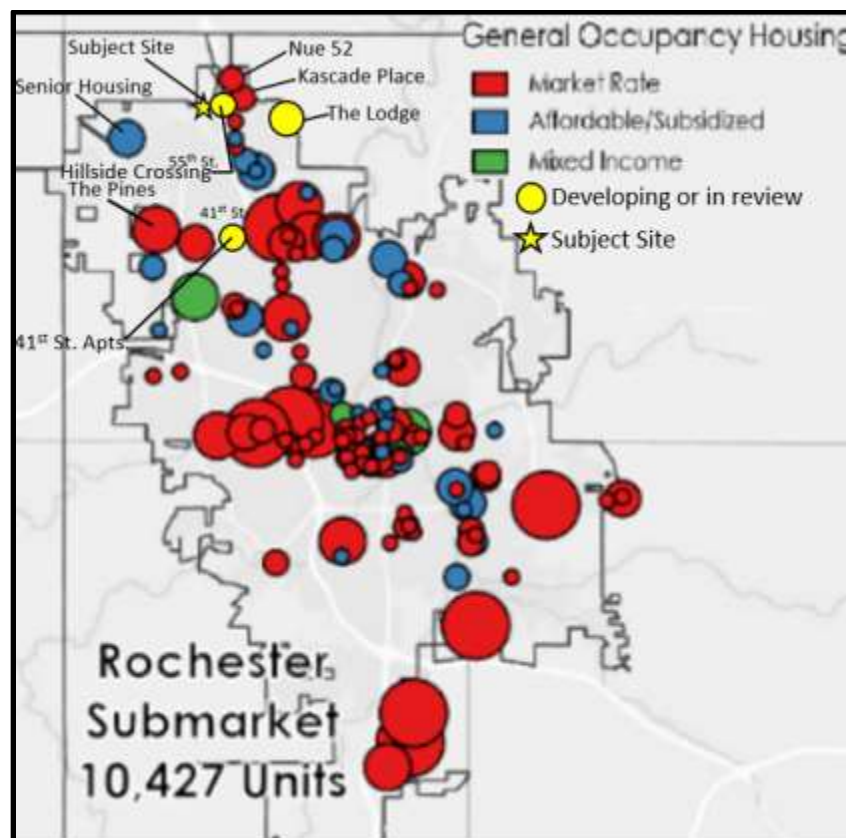 General Occupancy Housing
Market Rate
Affordable/Subsidized
Mixed Income
Developing or in review
Subject Site
Subject Site
Nue 52
Kascade Place
Senior Housing
The Lodge
55th St.
Hillside Crossing
The Pines
41st St
41st St. Apts
Rochester
Submarket
10,427 Units